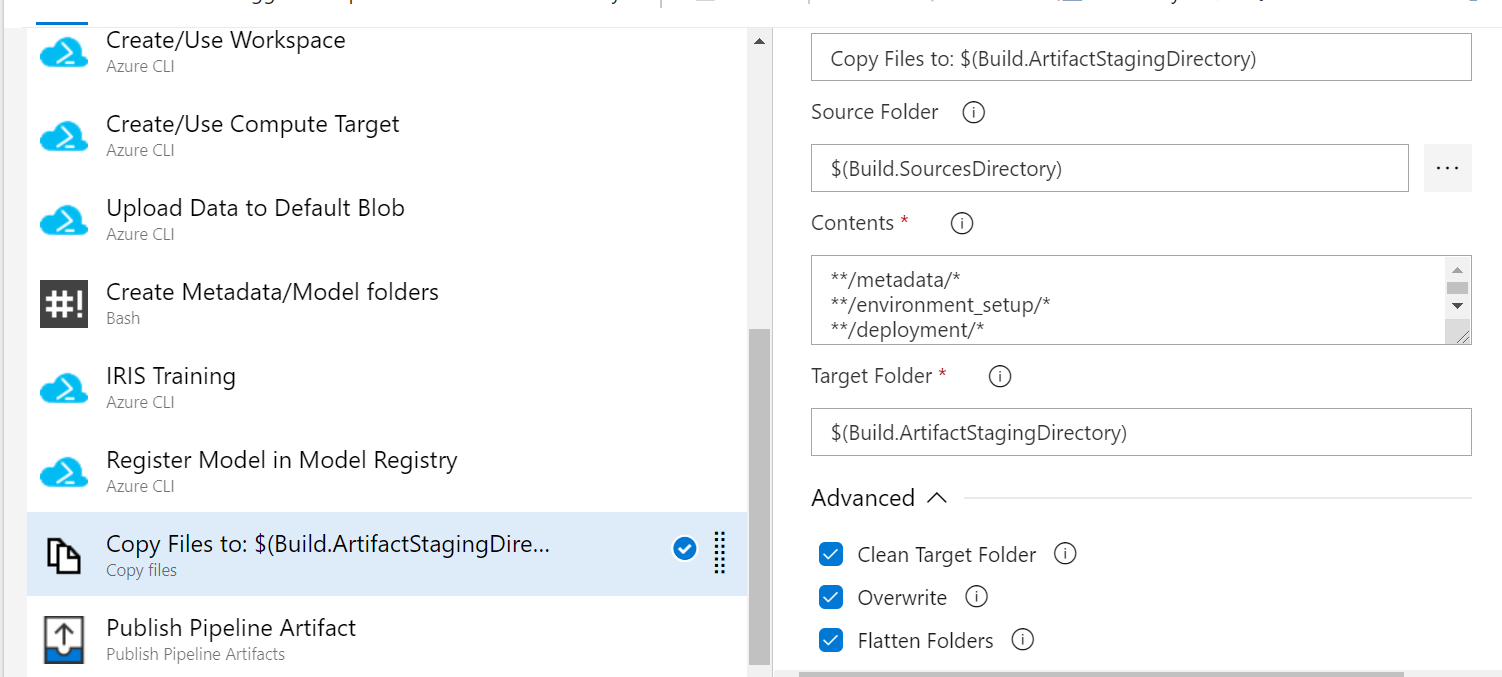 Create/Use Workspace
Azure CLI
Create/Use Compute Target
Azure CLI
Upload Data to Default Blob
Azure CLI
#!
Create Metadata/Model folders
Bash
IRIS Training
Azure CLI
Register Model in Model Registry
Azure CLI
Copy Files to: $(Build.ArtifactStagingDire...
Copy files
Publish Pipeline Artifact
Publish Pipeline Artifacts
Copy Files to: $(Build.ArtifactStagingDirectory)
Source Folder
$(Build.SourcesDirectory)
...
Contents *
**/metadata/*
**/environment_setup/*
**/deployment/*
Target Folder *
$(Build.ArtifactStagingDirectory)
Advanced
Clean Target Folder
Overwrite
Flatten Folders